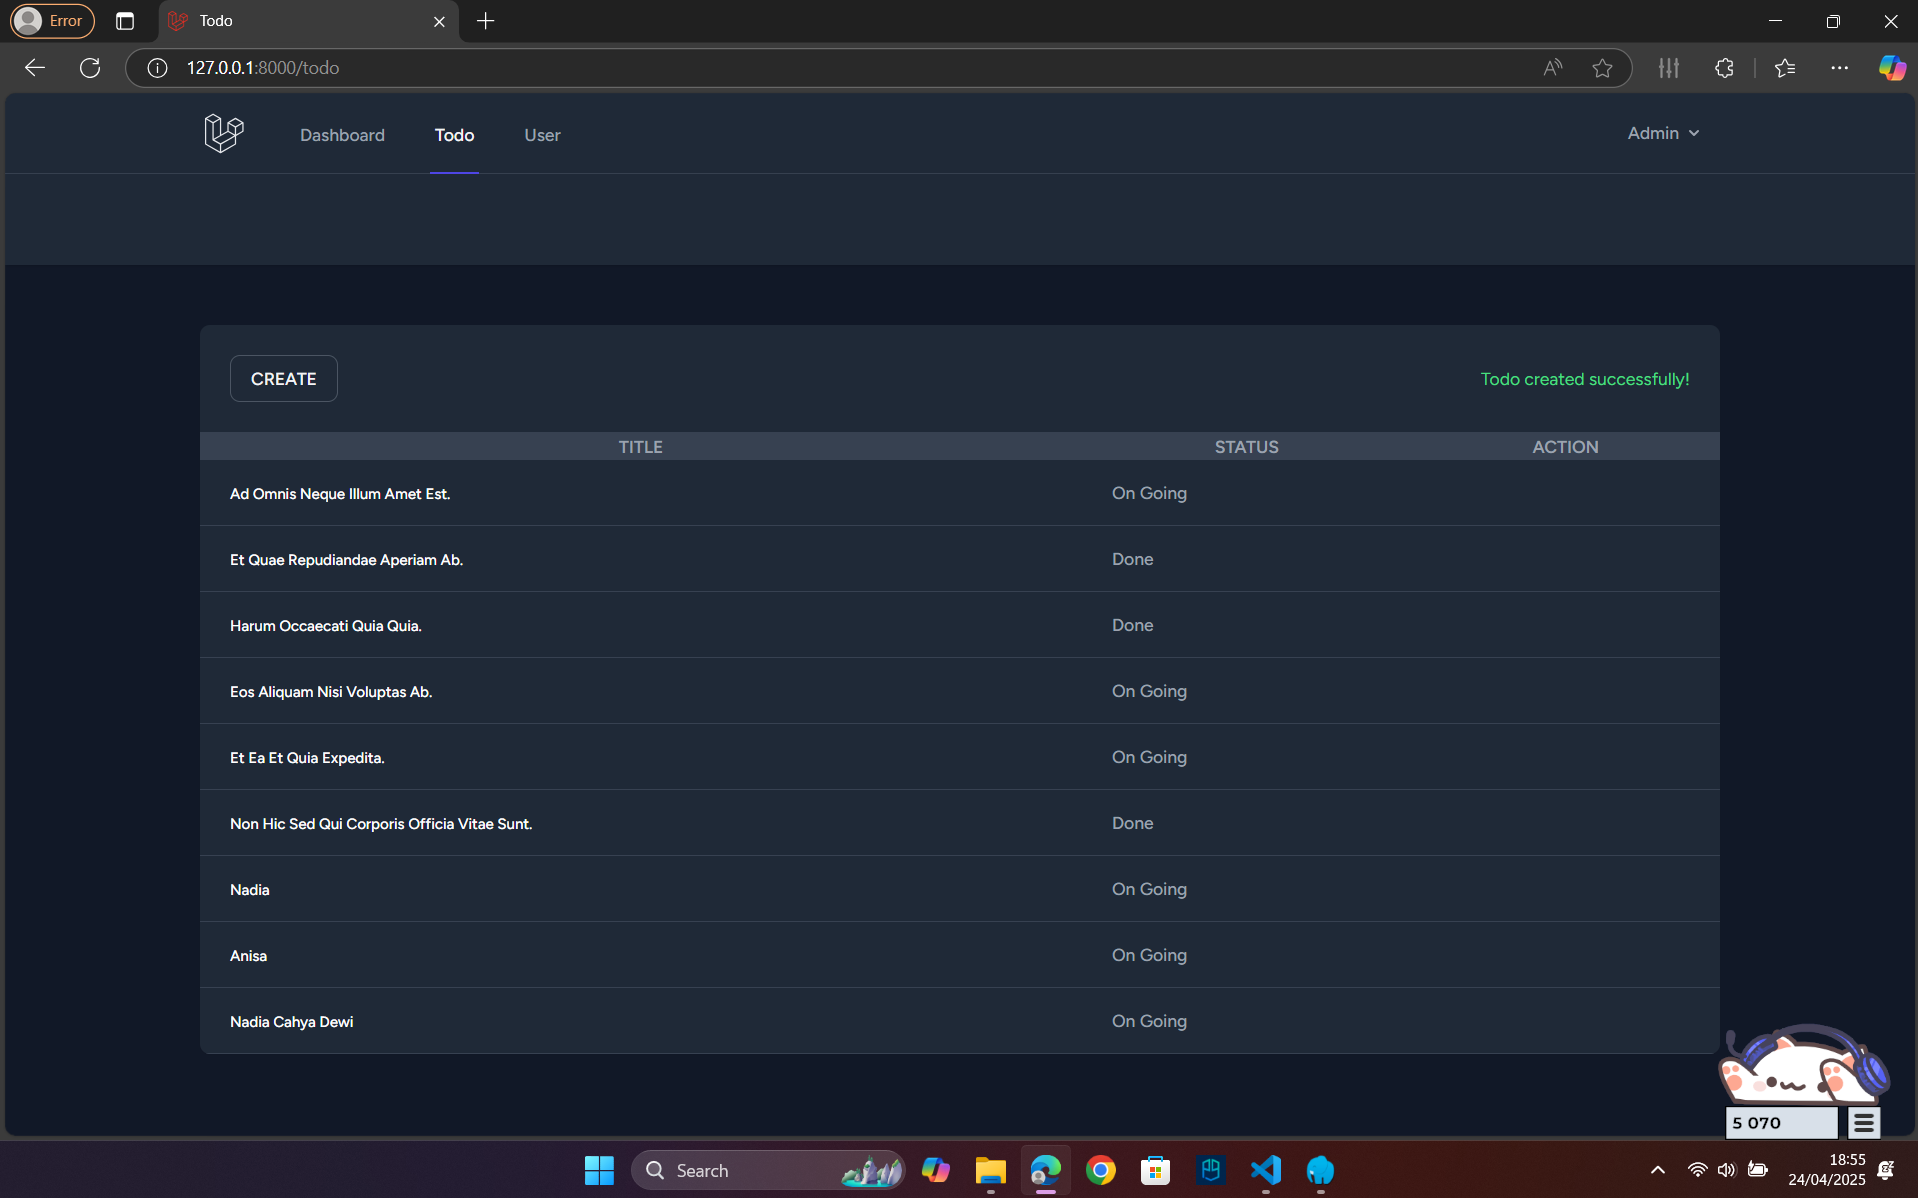 Error
Todo
127.0.0.1:8000/todo
Dashboard
Todo
User
Admin
CREATE
Todo created successfully!
TITLE STATUS ACTION
Ad Omnis Neque Illum Amet Est. On Going
Et Quae Repudiandae Aperiam Ab. Done
Harum Occaecati Quia Quia. Done
Eos Aliquam Nisi Voluptas Ab. On Going
Et Ea Et Quia Expedita. On Going
Non Hic Sed Qui Corporis Officia Vitae Sunt. Done
Nadia On Going
Anisa On Going
Nadia Cahya Dewi On Going
5 070
Search
18:55
24/04/2025